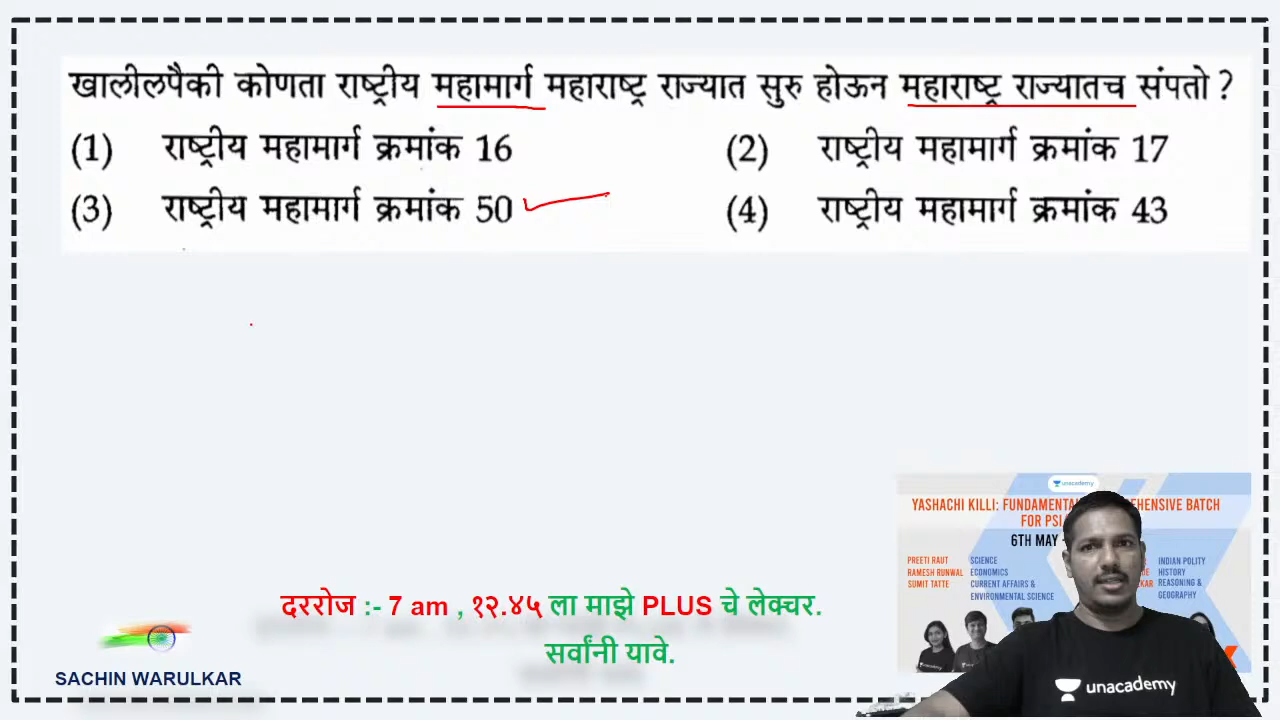 खालीलपैकी कोणता राष्ट्रीय महामार्ग महाराष्ट्र राज्यात सुरु होऊन महाराष्ट्र राज्यातच संपतो ?
(1) राष्ट्रीय महामार्ग क्रमांक 16 (2) राष्ट्रीय महामार्ग क्रमांक 17
(3) राष्ट्रीय महामार्ग क्रमांक 50 (4) राष्ट्रीय महामार्ग क्रमांक 43
unacademy
YASHACHI KILLI: FUNDAMENTAL BATCH
FOR PSI
6TH MAY
PREETI RAUT SCIENCE INDIAN POLITY
RAMESH RUNWAL ECONOMICS HISTORY
SUMIT TATTE CURRENT AFFAIRS & REASONING &
ENVIRONMENTAL SCIENCE GEOGRAPHY
दररोज :- 7 am , १२.४५ ला माझे PLUS चे लेक्चर.
सर्वांनी यावे.
SACHIN WARULKAR
unacademy